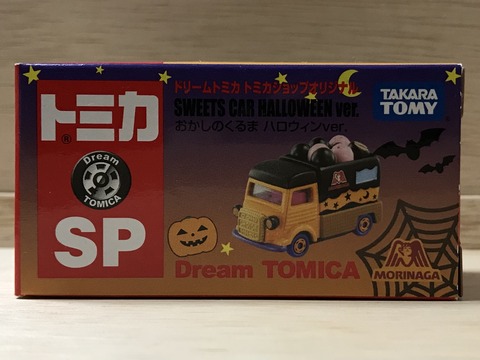 トミカ
®
Dream
TOMICA
SP
ドリームトミカ トミカショップオリジナル
SWEETS CAR HALLOWEEN ver.
おかしのくるま ハロウィンver.
TAKARA
TOMY
Dream TOMICA
MORINAGA